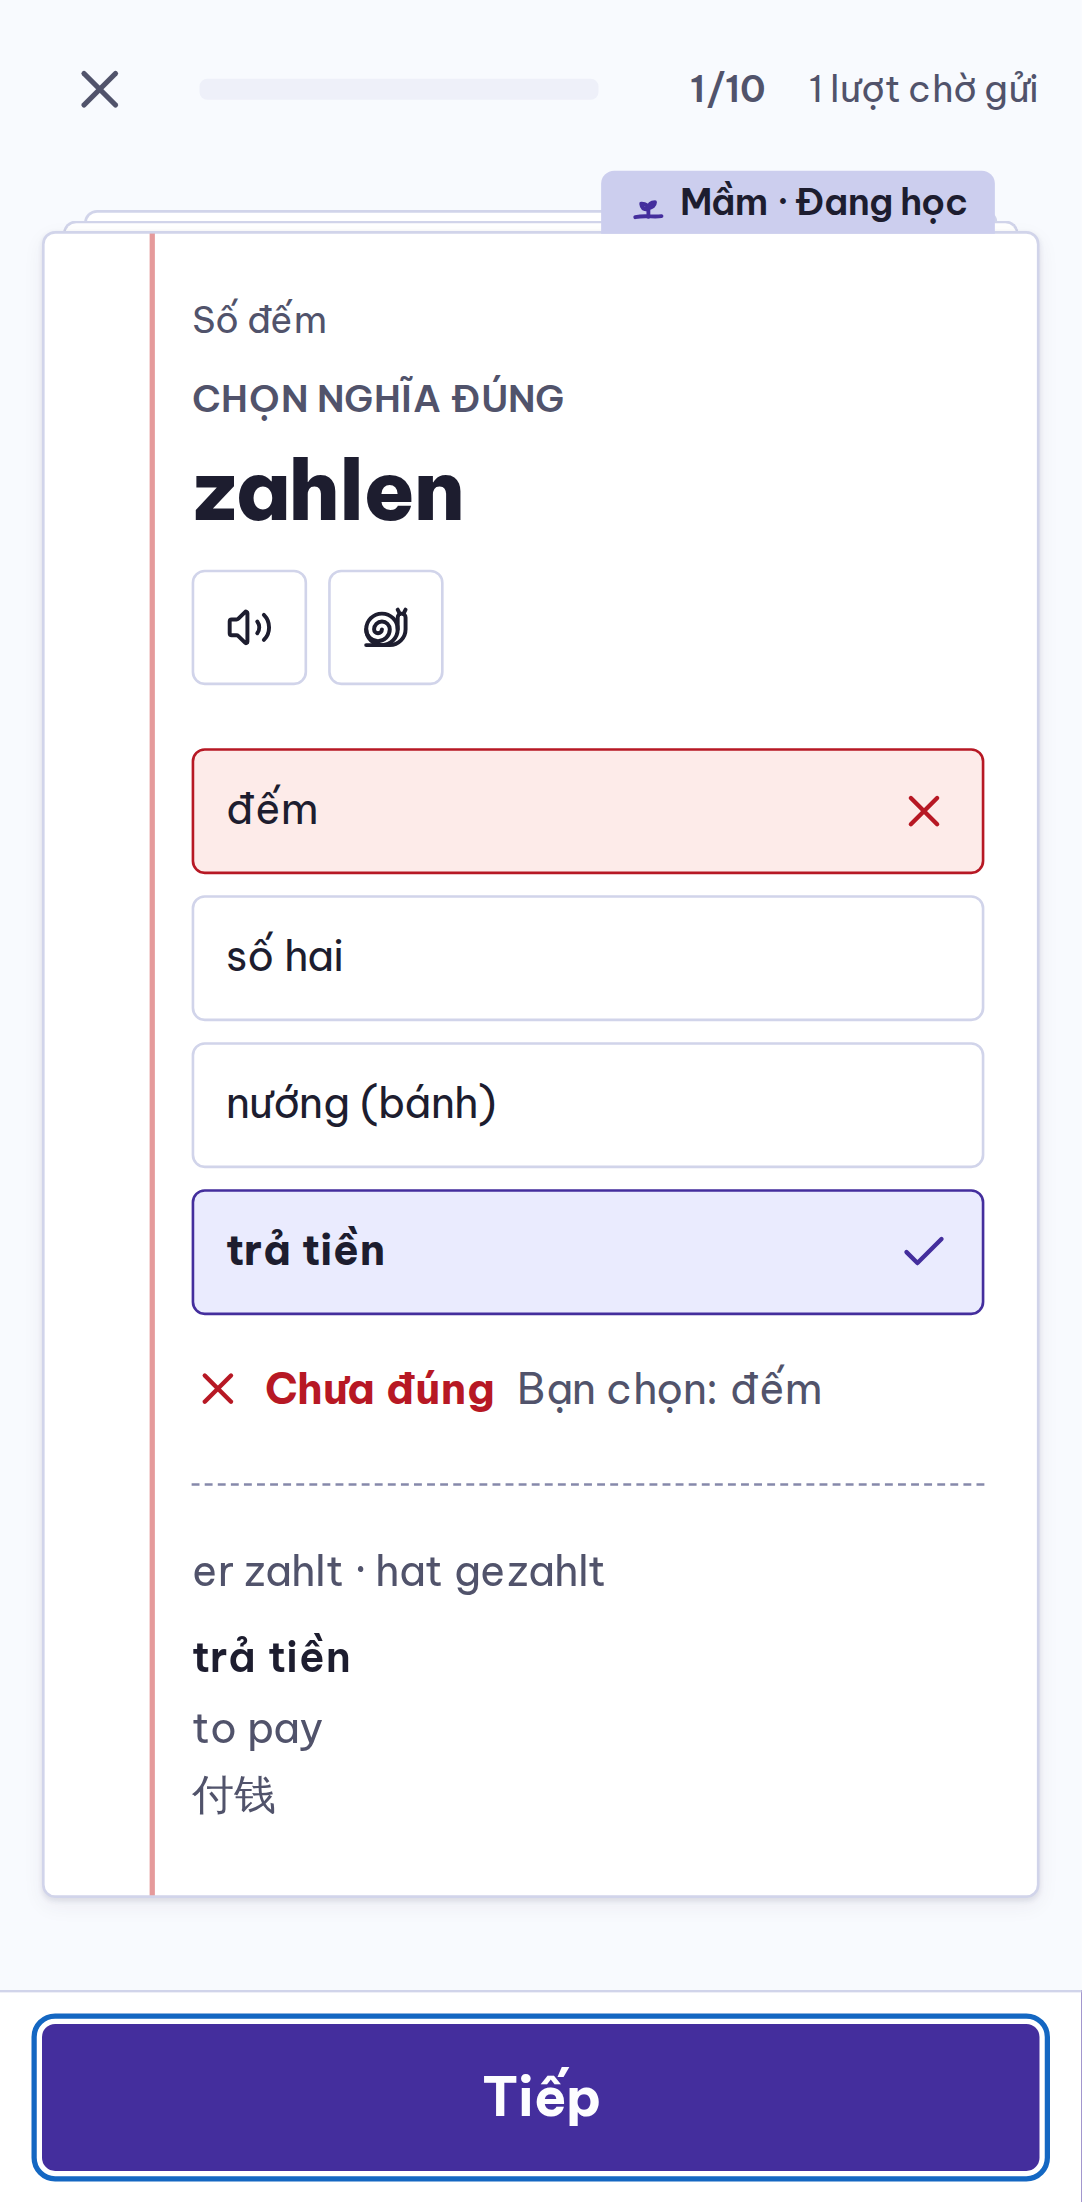 1/10 1 lượt chờ gửi
Mầm · Đang học
Số đếm
CHỌN NGHĨA ĐÚNG
zahlen
đếm
số hai
nướng (bánh)
trả tiền
Chưa đúng Bạn chọn: đếm
er zahlt · hat gezahlt
trả tiền
to pay
付钱
Tiếp